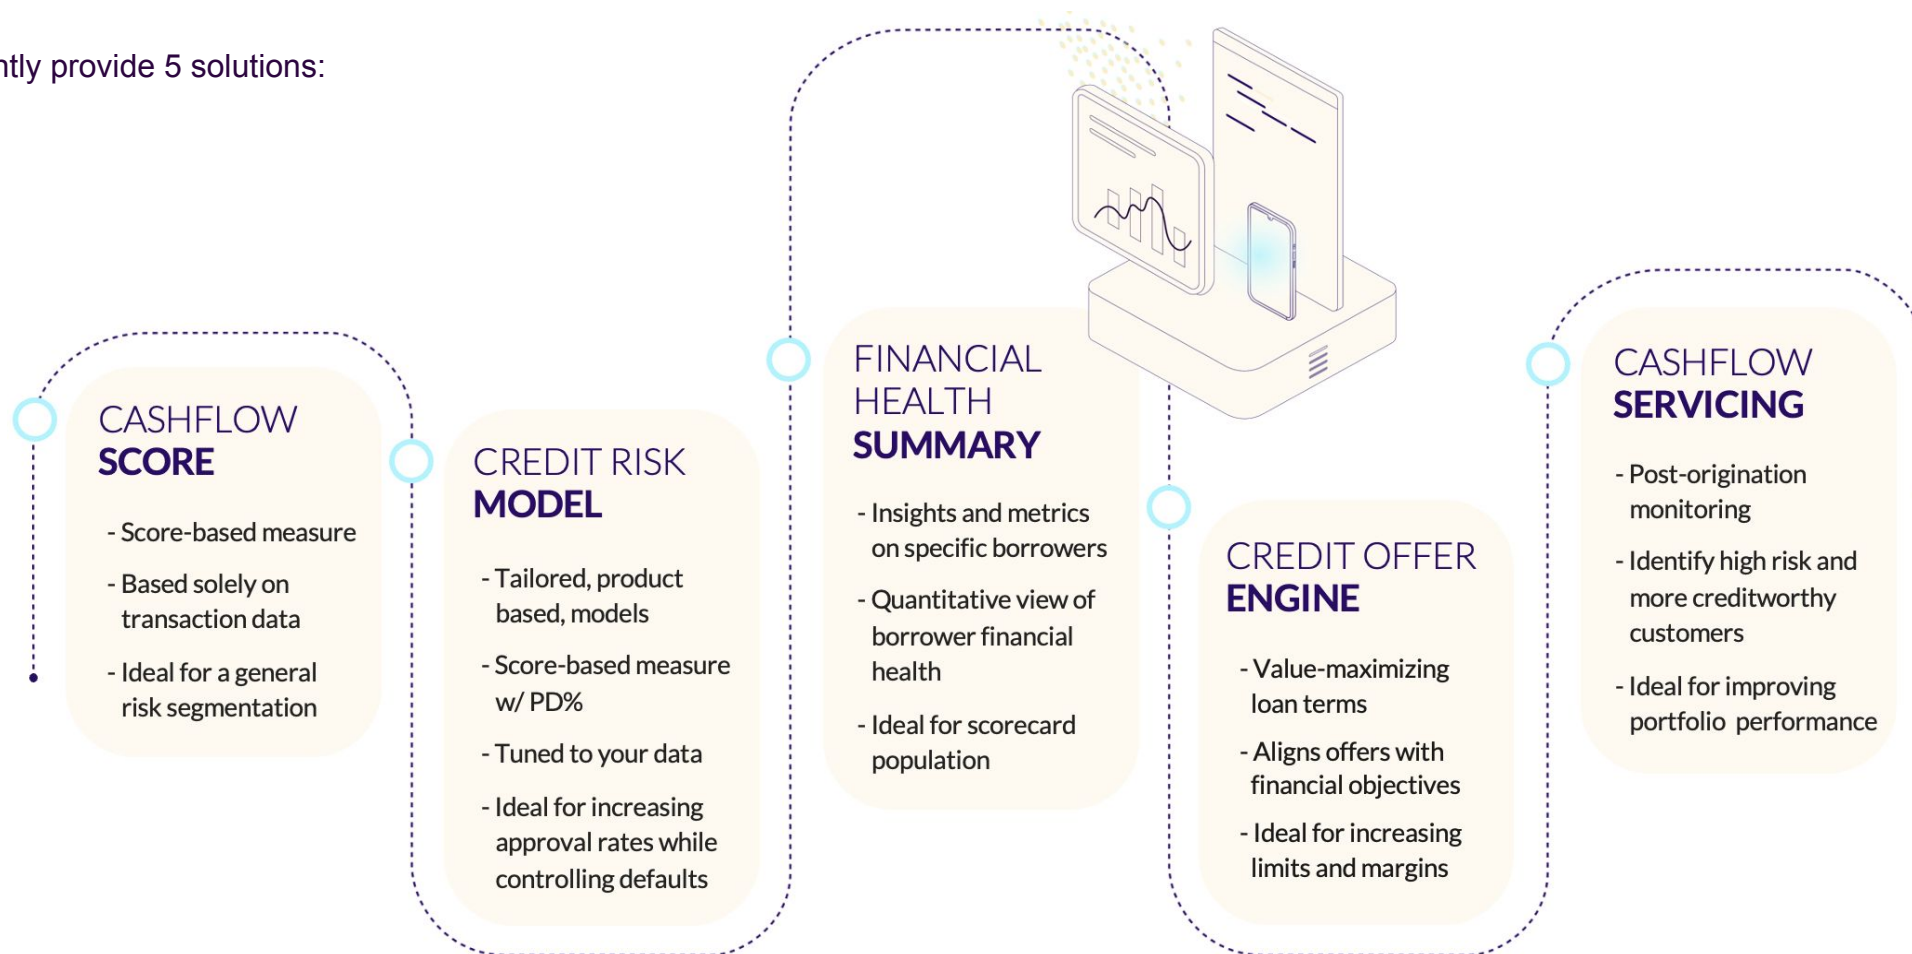 ntly provide 5 solutions:
CASHFLOW
SCORE
- Score-based measure
- Based solely on
transaction data
- Ideal for a general
risk segmentation
CREDIT RISK
MODEL
- Tailored, product
based, models
- Score-based measure
w/ PD%
- Tuned to your data
- Ideal for increasing
approval rates while
controlling defaults
FINANCIAL
HEALTH
SUMMARY
- Insights and metrics
on specific borrowers
- Quantitative view of
borrower financial
health
- Ideal for scorecard
population
CREDIT OFFER
ENGINE
- Value-maximizing
loan terms
- Aligns offers with
financial objectives
- Ideal for increasing
limits and margins
CASHFLOW
SERVICING
- Post-origination
monitoring
- Identify high risk and
more creditworthy
customers
- Ideal for improving
portfolio performance